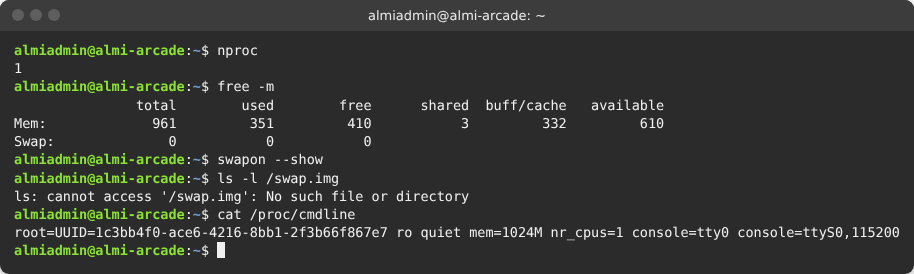 almiadmin@almi-arcade: ~
almiadmin@almi-arcade:~$ nproc
1
almiadmin@almi-arcade:~$ free -m
               total        used        free      shared  buff/cache   available
Mem:             961         351         410           3         332         610
Swap:              0           0           0
almiadmin@almi-arcade:~$ swapon --show
almiadmin@almi-arcade:~$ ls -l /swap.img
ls: cannot access '/swap.img': No such file or directory
almiadmin@almi-arcade:~$ cat /proc/cmdline
root=UUID=1c3bb4f0-ace6-4216-8bb1-2f3b66f867e7 ro quiet mem=1024M nr_cpus=1 console=tty0 console=ttyS0,115200
almiadmin@almi-arcade:~$